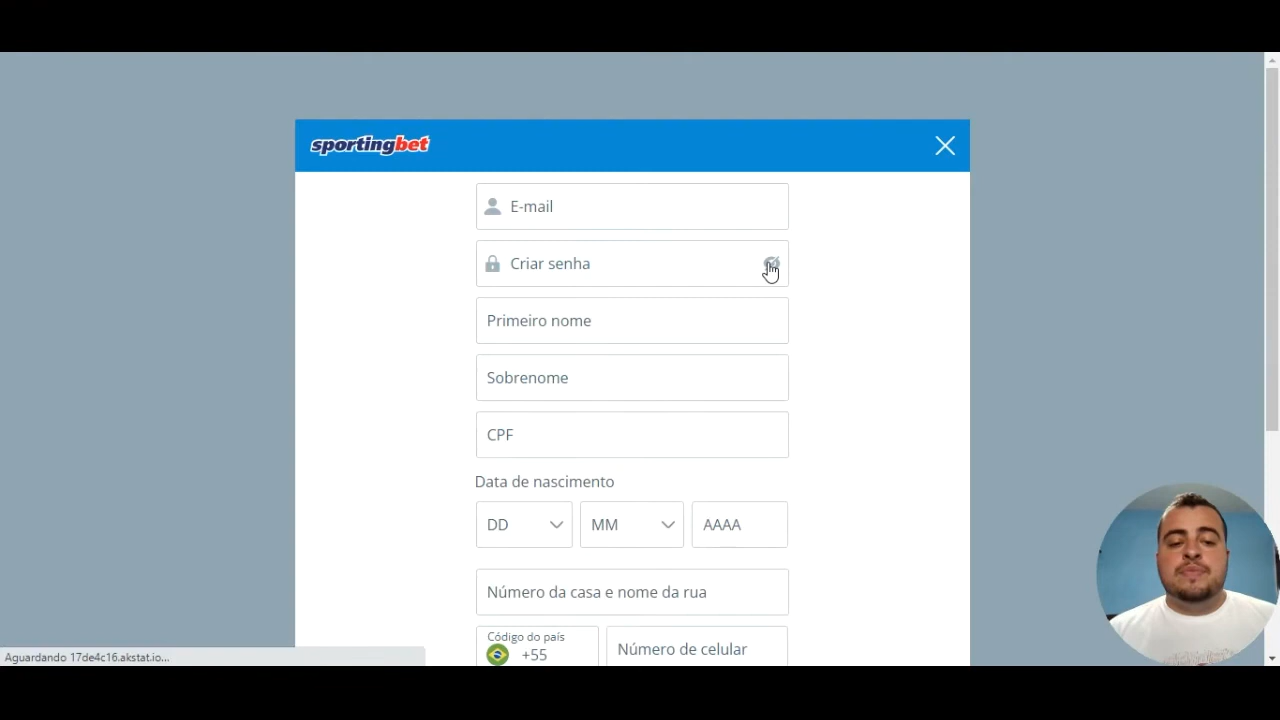 sportingbet
E-mail
Criar senha
Primeiro nome
Sobrenome
CPF
Data de nascimento
DD MM AAAA
Número da casa e nome da rua
Código do país
+55 Número de celular
Aguardando 17de4c16.akstat.io...